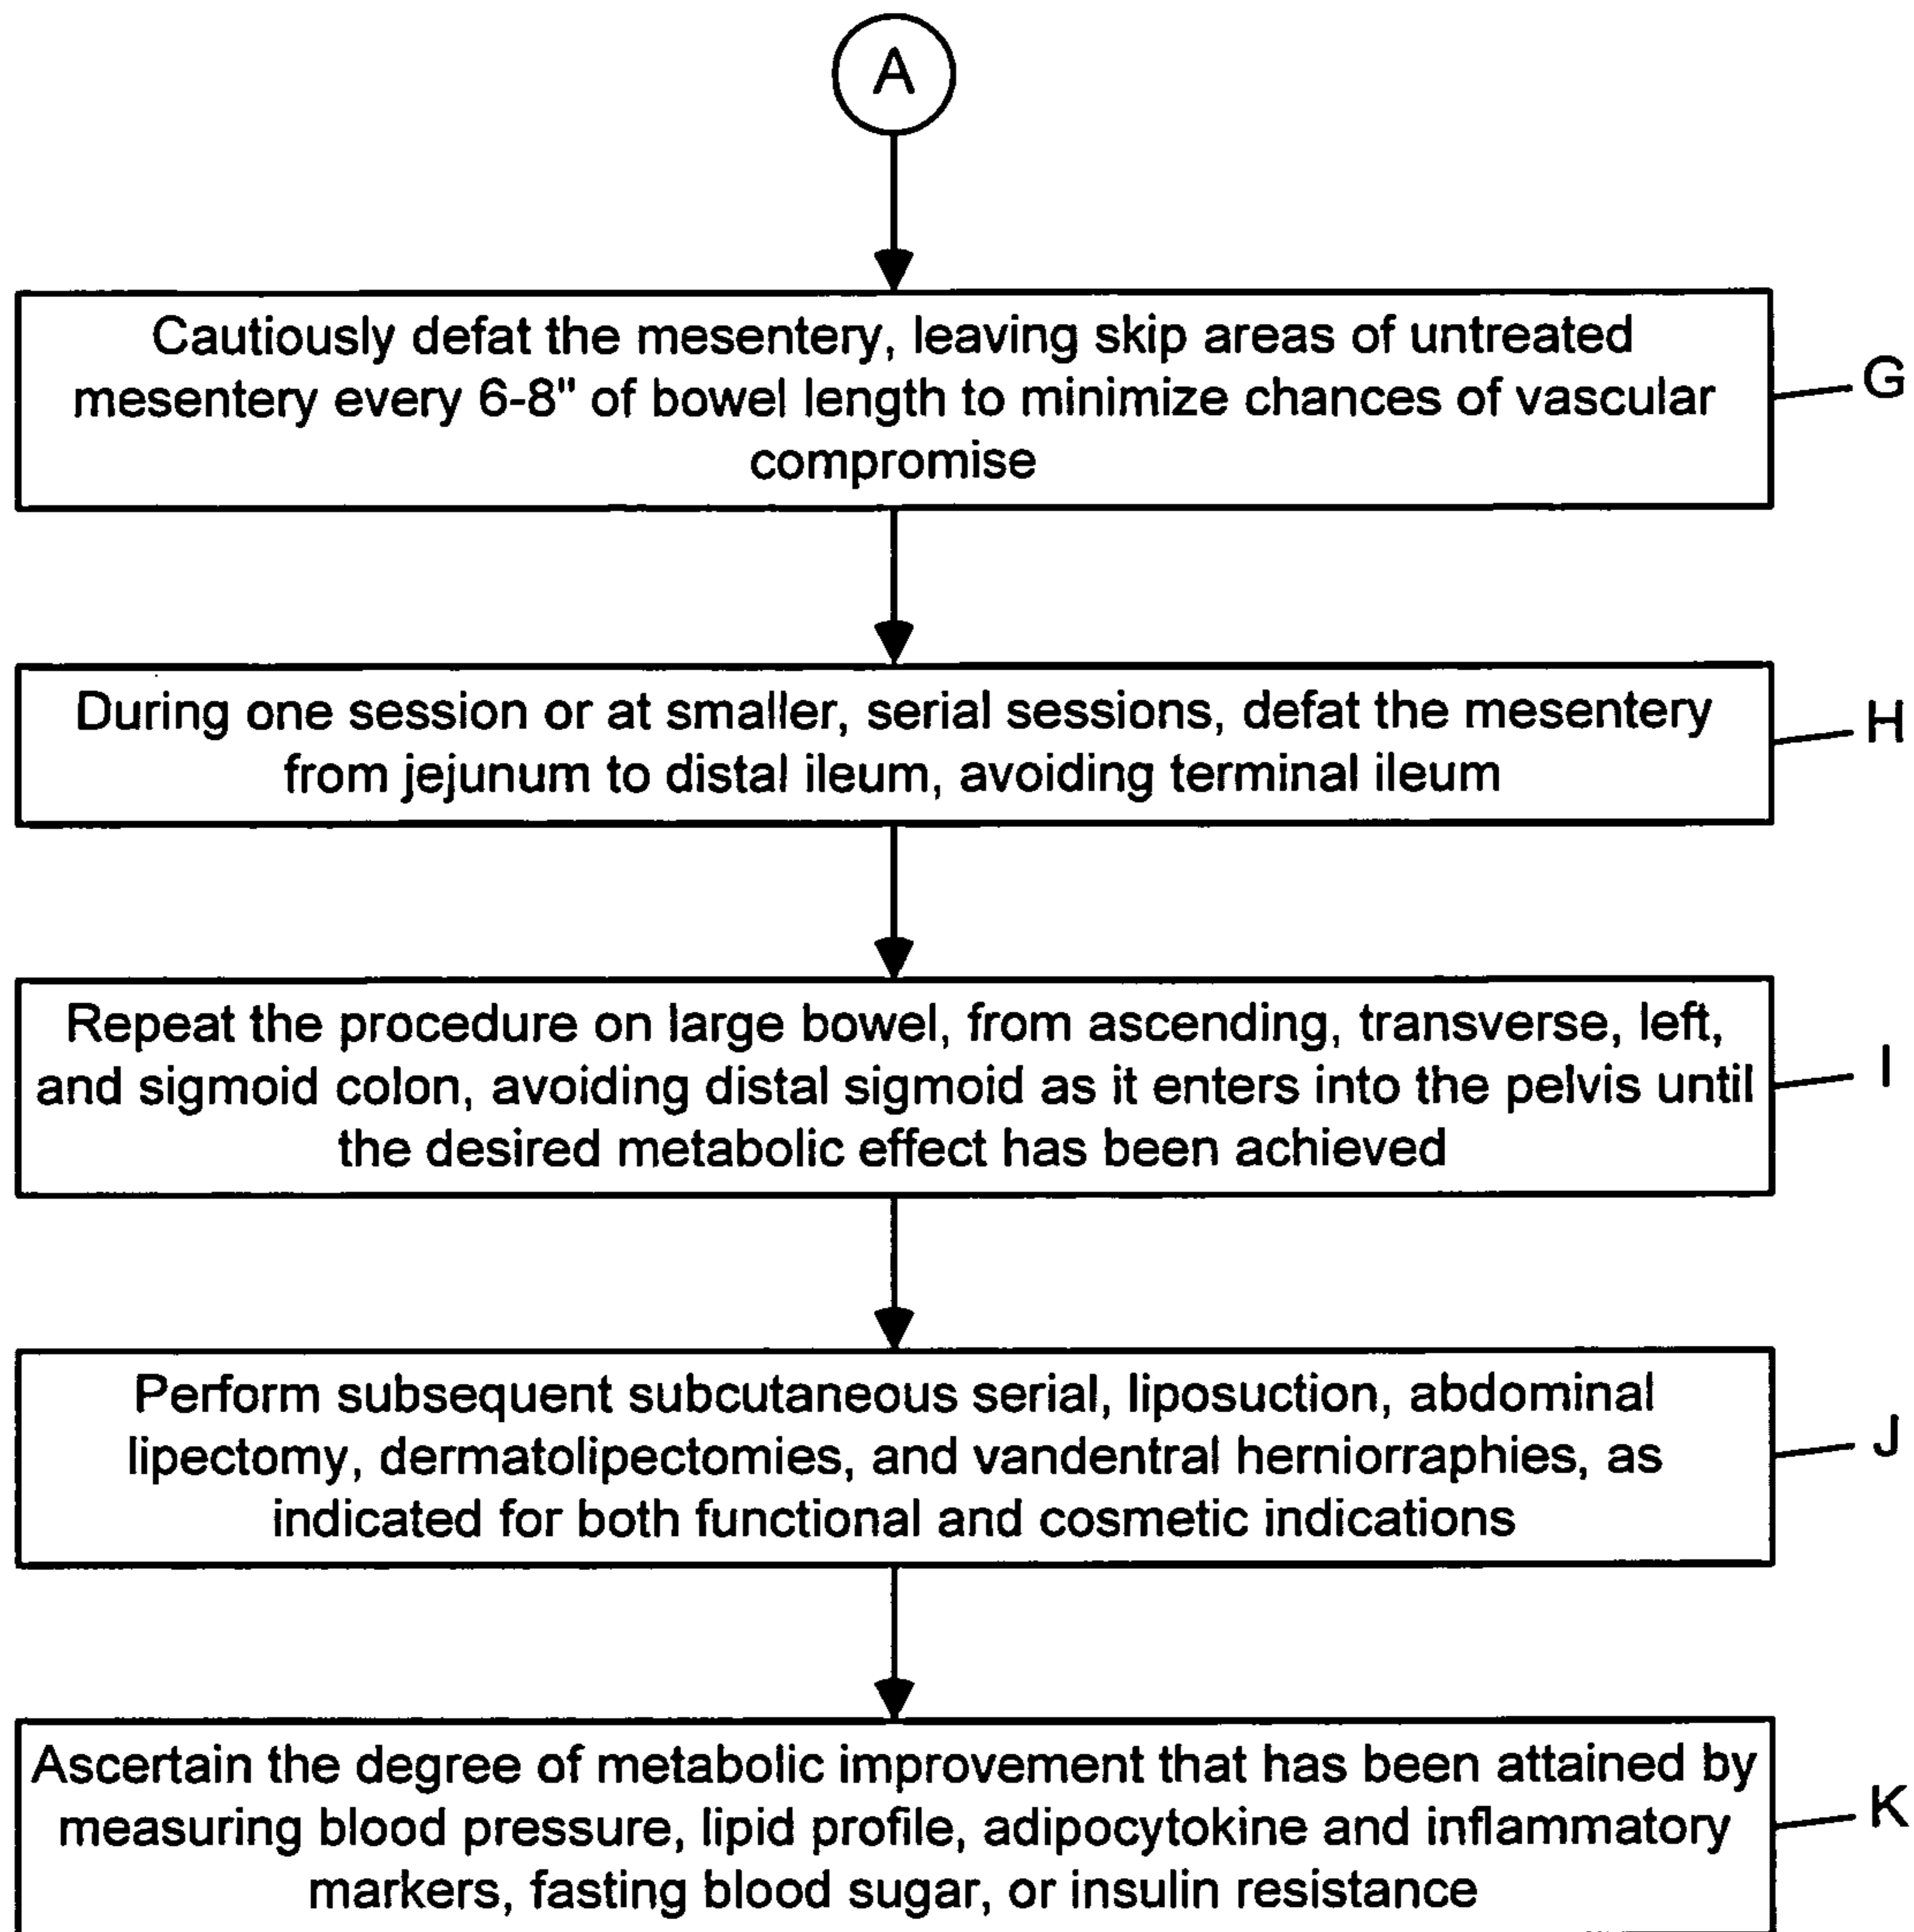 A
Cautiously defat the mesentery, leaving skip areas of untreated
mesentery every 6-8" of bowel length to minimize chances of vascular
compromise
G
During one session or at smaller, serial sessions, defat the mesentery
from jejunum to distal ileum, avoiding terminal ileum
H
Repeat the procedure on large bowel, from ascending, transverse, left,
and sigmoid colon, avoiding distal sigmoid as it enters into the pelvis until
the desired metabolic effect has been achieved
I
Perform subsequent subcutaneous serial, liposuction, abdominal
lipectomy, dermatolipectomies, and vandentral herniorraphies, as
indicated for both functional and cosmetic indications
J
Ascertain the degree of metabolic improvement that has been attained by
measuring blood pressure, lipid profile, adipocytokine and inflammatory
markers, fasting blood sugar, or insulin resistance
K